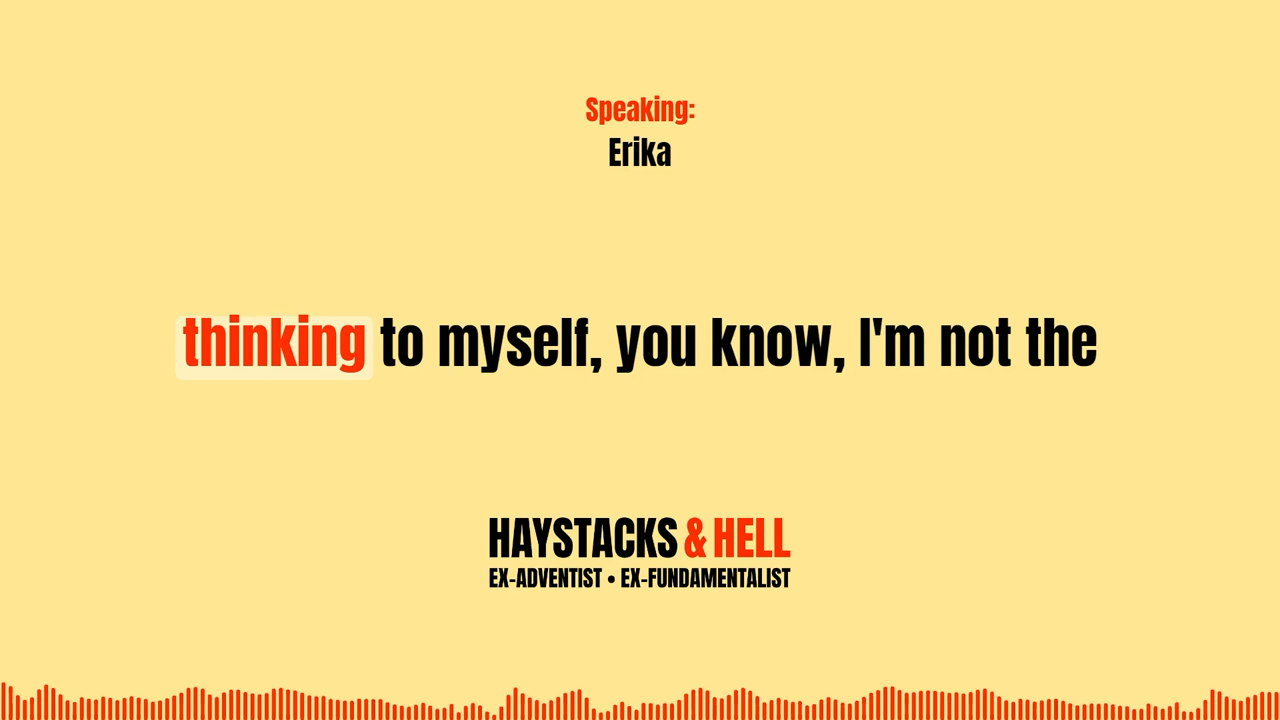 Speaking:
Erika
thinking to myself, you know, I'm not the
HAYSTACKS & HELL
EX-ADVENTIST • EX-FUNDAMENTALIST